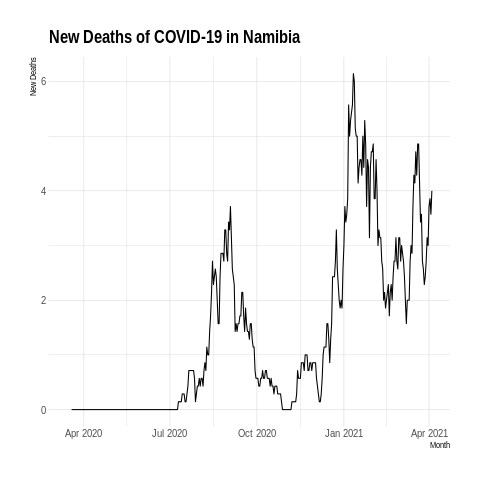 New Deaths of COVID-19 in Namibia
New Deaths
6
4
2
0
Apr 2020
Jul 2020
Oct 2020
Jan 2021
Apr 2021
Month